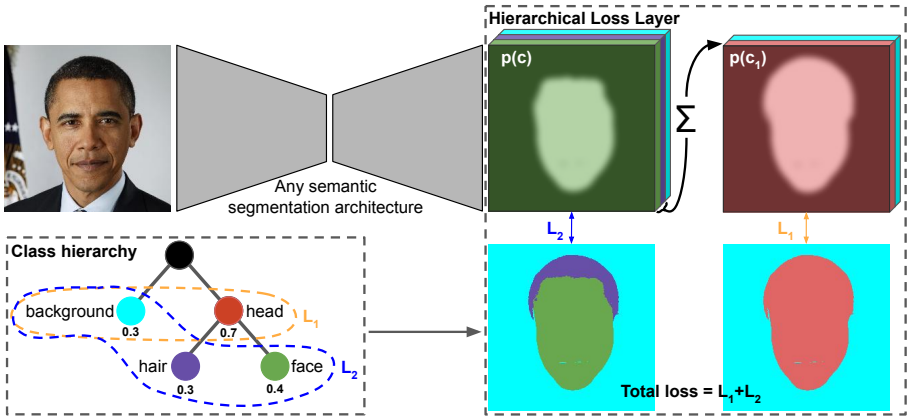 Hierarchical Loss Layer
p(c)
p(c₁)
Σ
Any semantic
segmentation architecture
L₂
L₁
Class hierarchy
background
head
L₁
0.3
0.7
hair
face
L₂
0.3
0.4
Total loss = L₁+L₂